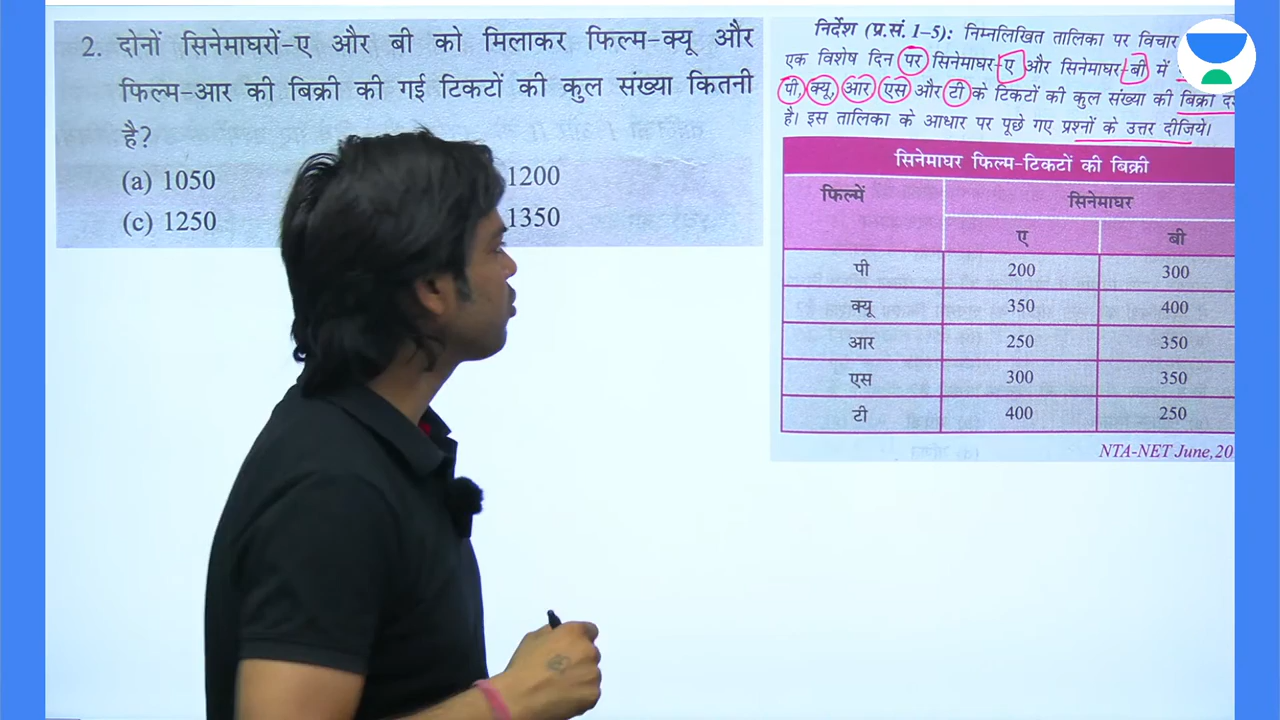 2. दोनों सिनेमाघरों-ए और बी को मिलाकर फिल्म-क्यू और
फिल्म-आर की बिक्री की गई टिकटों की कुल संख्या कितनी
है?
(a) 1050 1200
(c) 1250 1350
निर्देश (प्र.सं. 1-5): निम्नलिखित तालिका पर विचार
एक विशेष दिन पर सिनेमाघर-ए और सिनेमाघर-बी में
पी, क्यू, आर एस और टी के टिकटों की कुल संख्या की बिक्री
है। इस तालिका के आधार पर पूछे गए प्रश्नों के उत्तर दीजिये।
सिनेमाघर फिल्म-टिकटों की बिक्री
फिल्में सिनेमाघर
ए बी
पी 200 300
क्यू 350 400
आर 250 350
एस 300 350
टी 400 250
NTA-NET June,